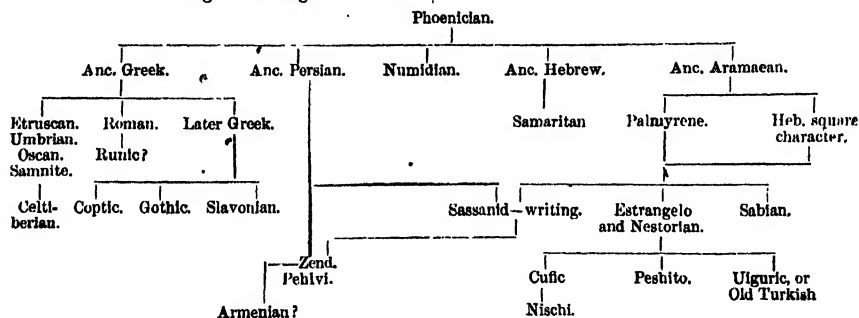 Phoenician.
Anc. Greek. Anc. Persian. Numidian. Anc. Hebrew. Anc. Aramaean.
Etruscan. Roman. Later Greek. Samaritan Palmyrene. Heb. square
Umbrian. character.
Oscan. Runic?
Samnite.
Celti- Coptic. Gothic. Slavonian. Sassanid-writing. Estrangelo Sabian.
berian. and Nestorian.
Zend.
Pehlvi. Cufic Peshito. Uiguric, or
Old Turkish
Armenian? Nischi.